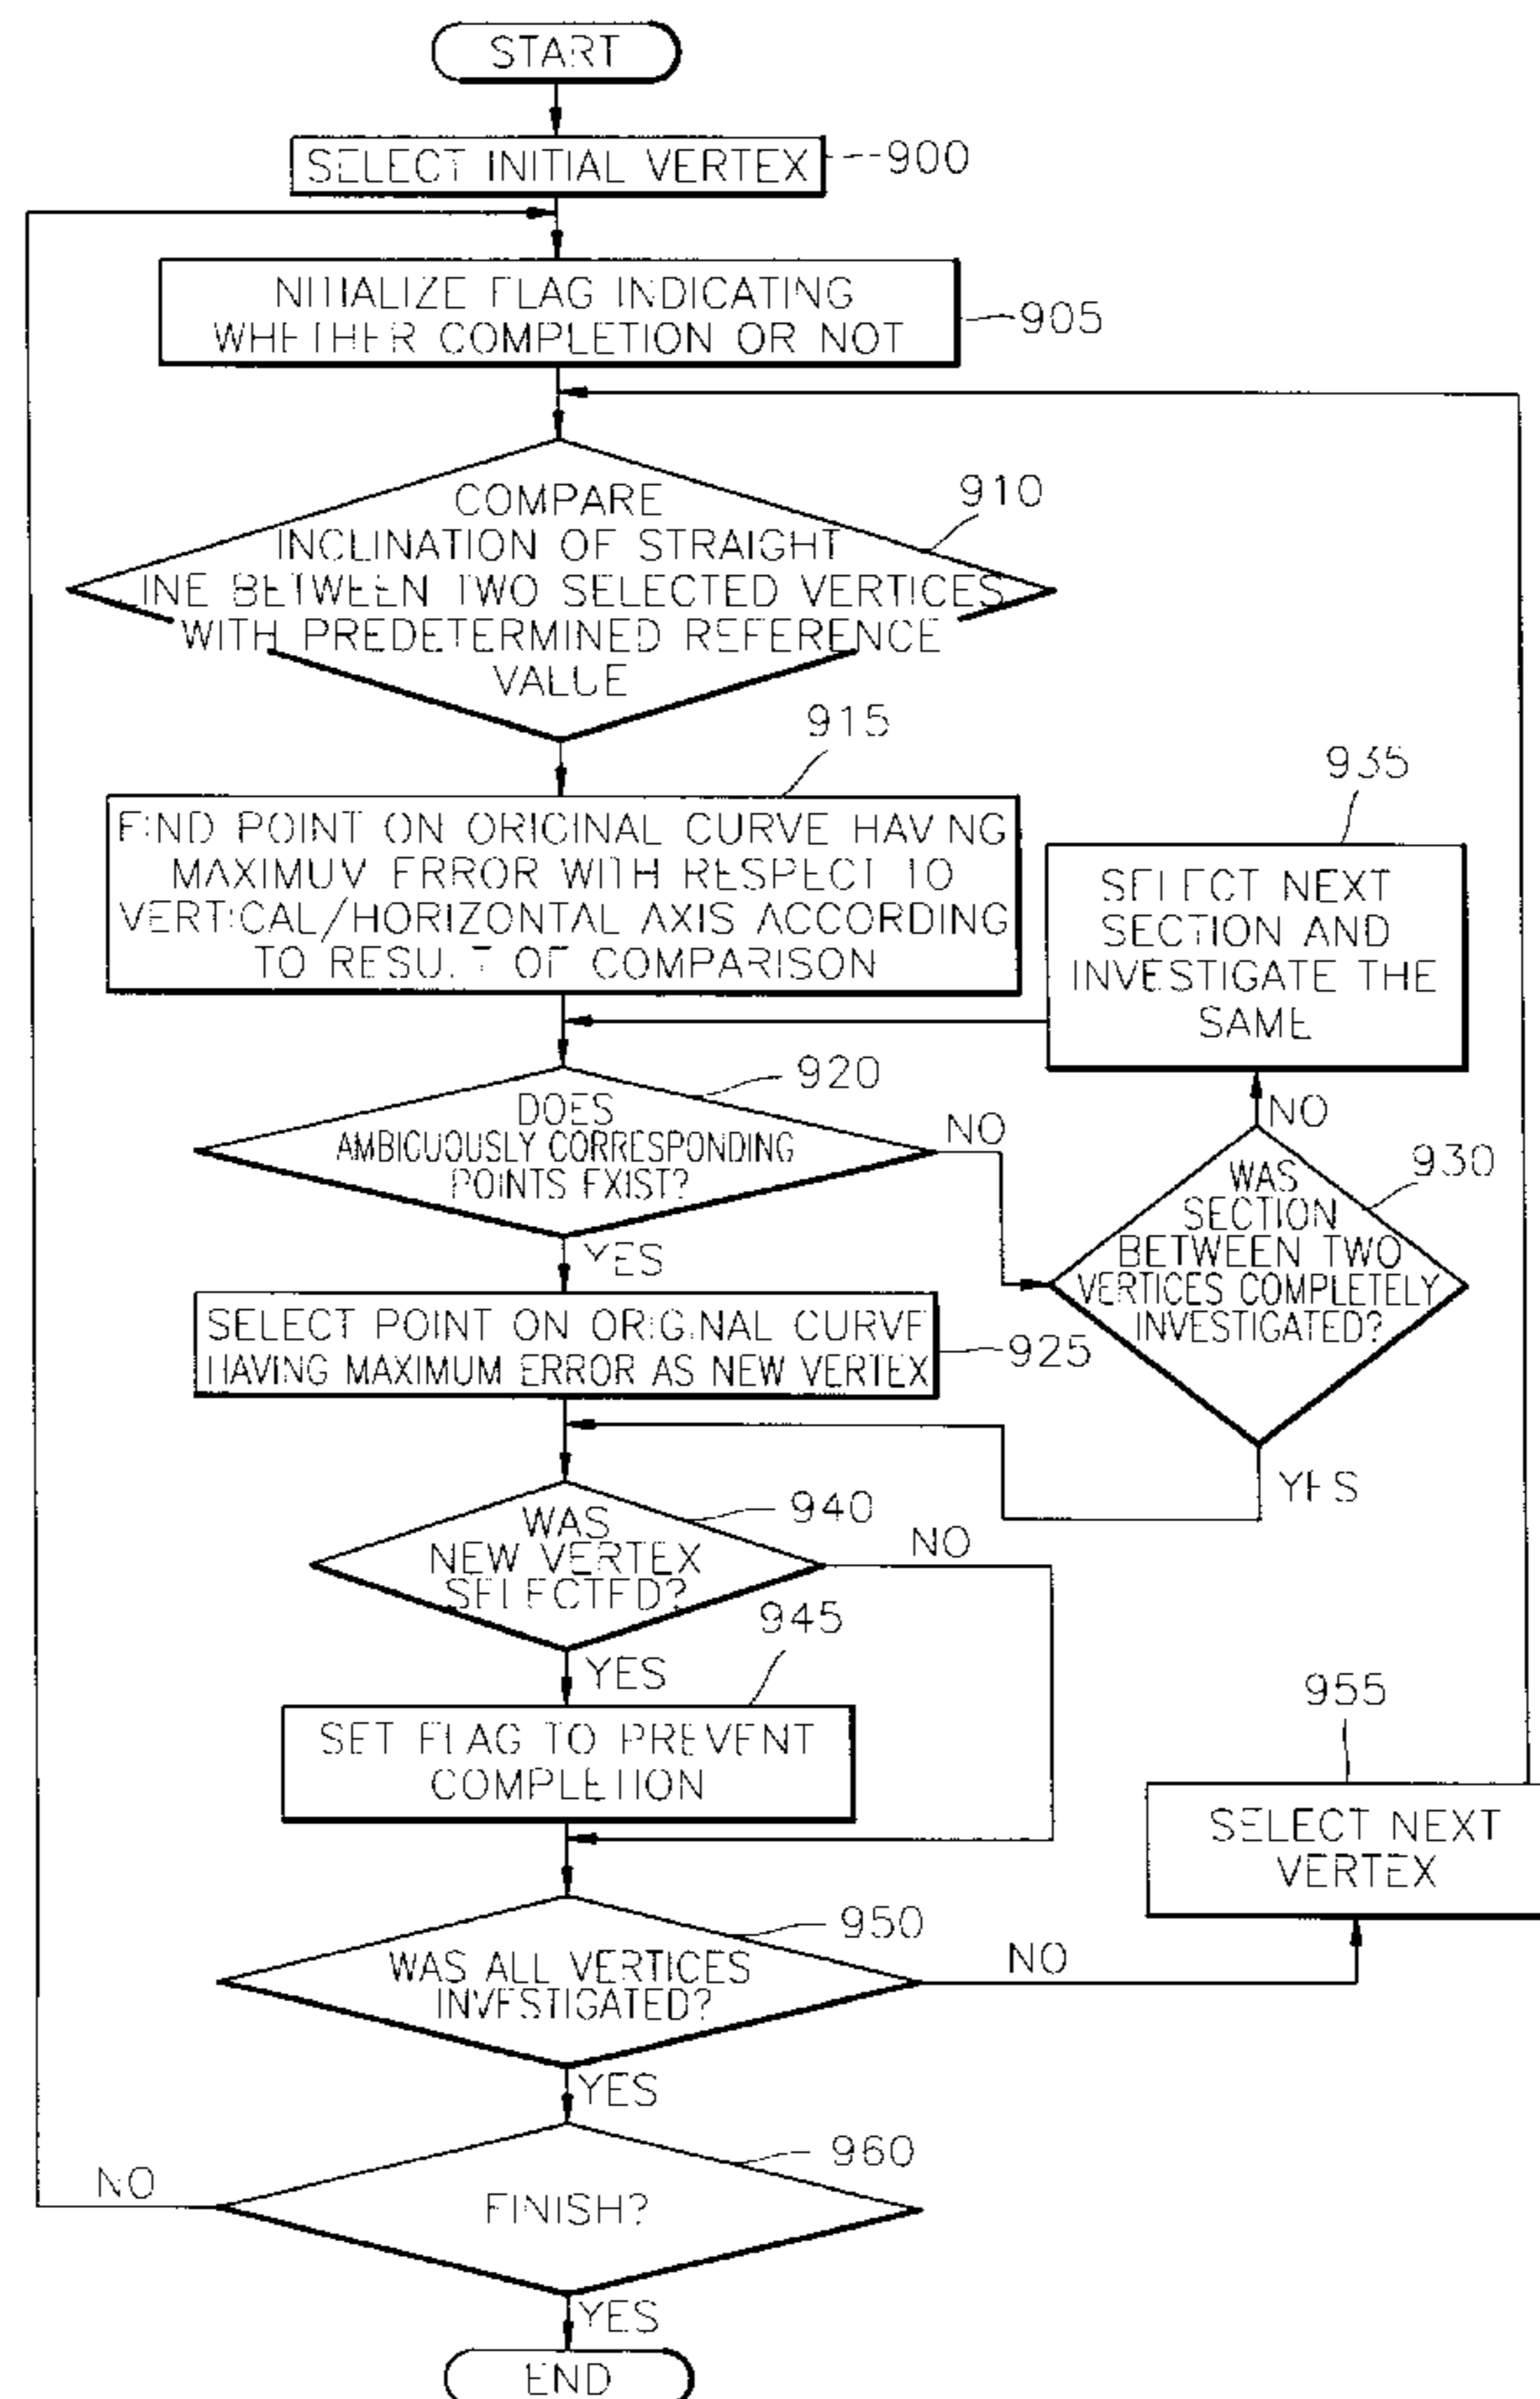 START
SELECT INITIAL VERTEX
900
NITIALIZE FLAG INDICATING
WHETHER COMPLETION OR NOT
905
COMPARE
INCLINATION OF STRAIGHT
INE BETWEEN TWO SELECTED VERTICES
WITH PREDETERMINED REFERENCE
VALUE
910
915
FIND POINT ON ORIGINAL CURVE HAVING
MAXIMUM ERROR WITH RESPECT TO
VERTICAL/HORIZONTAL AXIS ACCORDING
TO RESULT OF COMPARISON
935
SELECT NEXT
SECTION AND
INVESTIGATE THE
SAME
920
DOES
AMBIGUOUSLY CORRESPONDING
POINTS EXIST?
NO
YES
NO
930
WAS
SECTION
BETWEEN TWO
VERTICES COMPLETELY
INVESTIGATED?
YES
SELECT POINT ON ORIGINAL CURVE
HAVING MAXIMUM ERROR AS NEW VERTEX
925
940
WAS
NEW VERTEX
SELECTED?
NO
YES
945
SET FLAG TO PREVENT
COMPLETION
955
SELECT NEXT
VERTEX
950
WAS ALL VERTICES
INVESTIGATED?
NO
YES
960
FINISH?
NO
YES
END